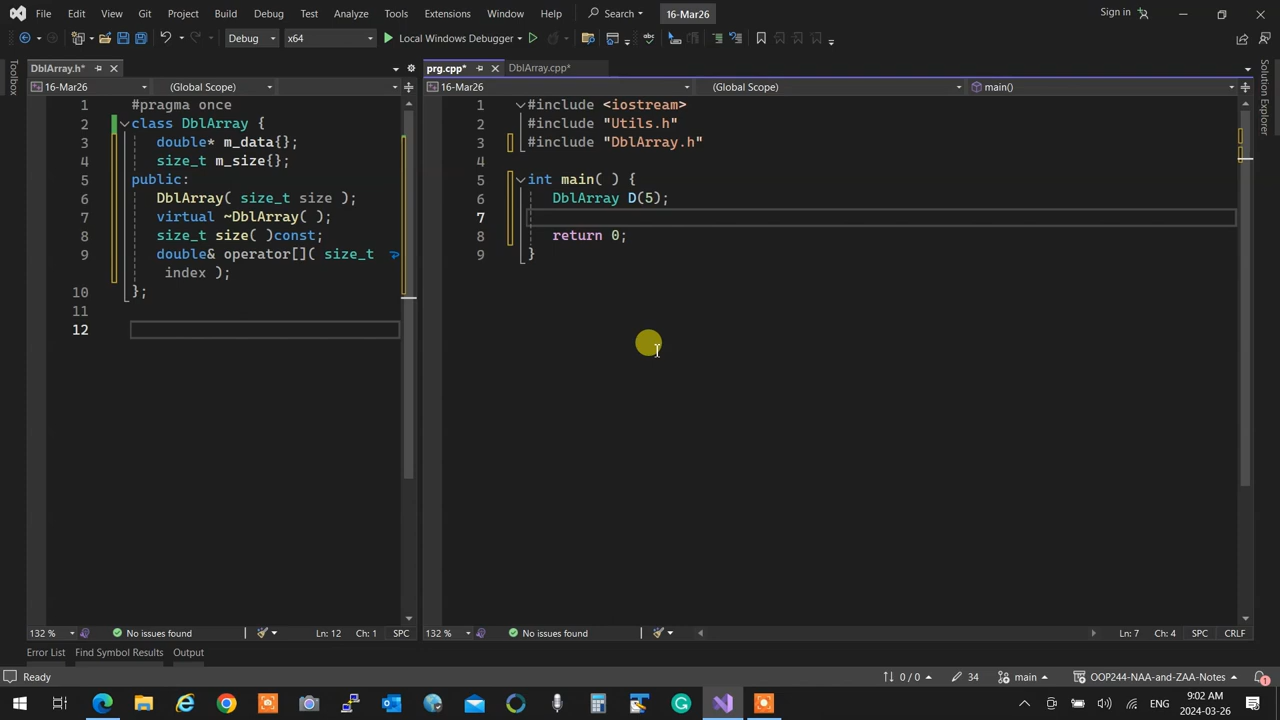 File Edit View Git Project Build Debug Test Analyze Tools Extensions Window Help Search 16-Mar26 Sign in
Debug x64 Local Windows Debugger
Toolbox
DblArray.h*
16-Mar26 (Global Scope)
1 #pragma once
2 class DblArray {
3 double* m_data{};
4 size_t m_size{};
5 public:
6 DblArray( size_t size );
7 virtual ~DblArray( );
8 size_t size( )const;
9 double& operator[]( size_t
index );
10 };
11
12
132 % No issues found Ln: 12 Ch: 1 SPC
prg.cpp* DblArray.cpp*
16-Mar26 (Global Scope) main()
1 #include <iostream>
2 #include "Utils.h"
3 #include "DblArray.h"
4
5 int main( ) {
6 DblArray D(5);
7
8 return 0;
9 }
132 % No issues found Ln: 7 Ch: 4 SPC CRLF
Solution Explorer
Error List Find Symbol Results Output
Ready 0 / 0 34 main OOP244-NAA-and-ZAA-Notes 1
ENG 9:02 AM
2024-03-26